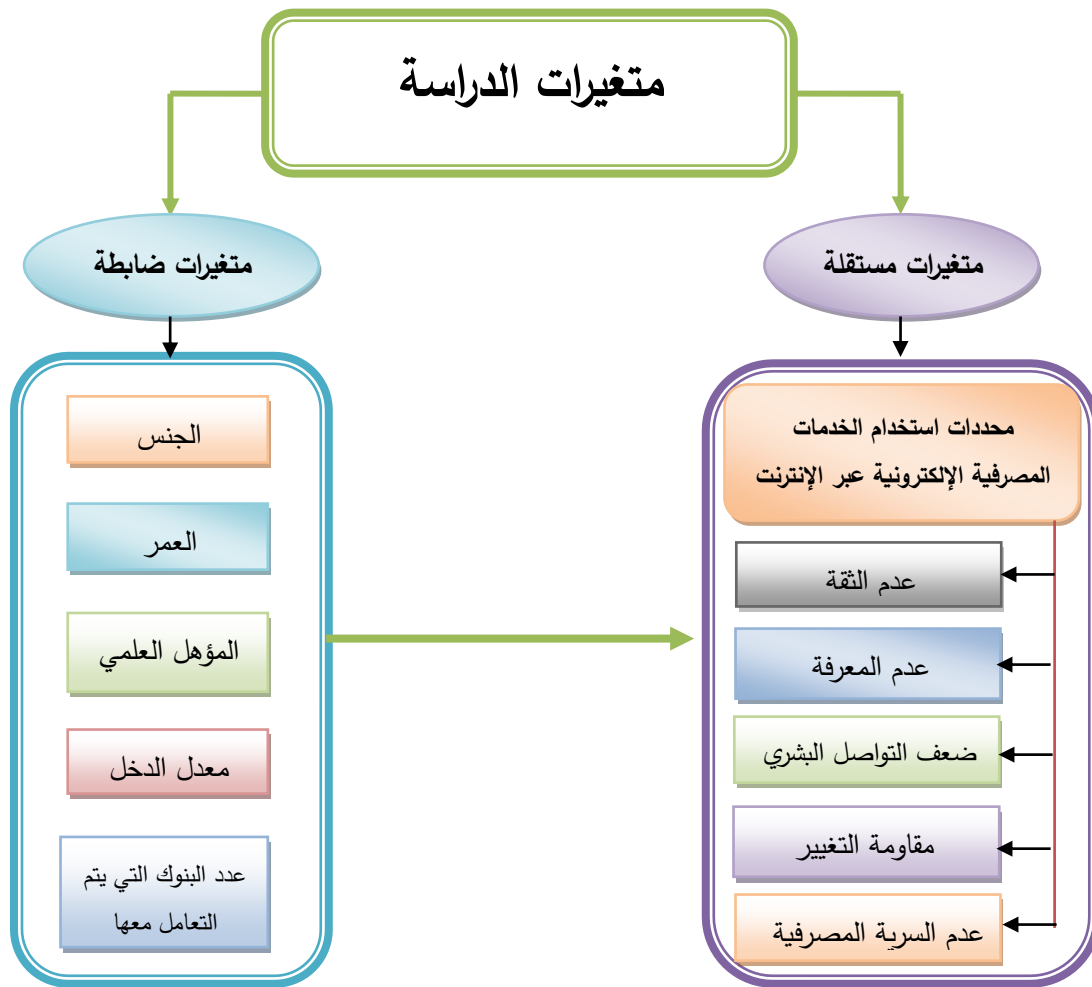 متغيرات الدراسة
متغيرات مستقلة
متغيرات ضابطة
محددات استخدام الخدمات
المصرفية الإلكترونية عبر الإنترنت
عدم الثقة
عدم المعرفة
ضعف التواصل البشري
مقاومة التغيير
عدم السرية المصرفية
الجنس
العمر
المؤهل العلمي
معدل الدخل
عدد البنوك التي يتم
التعامل معها